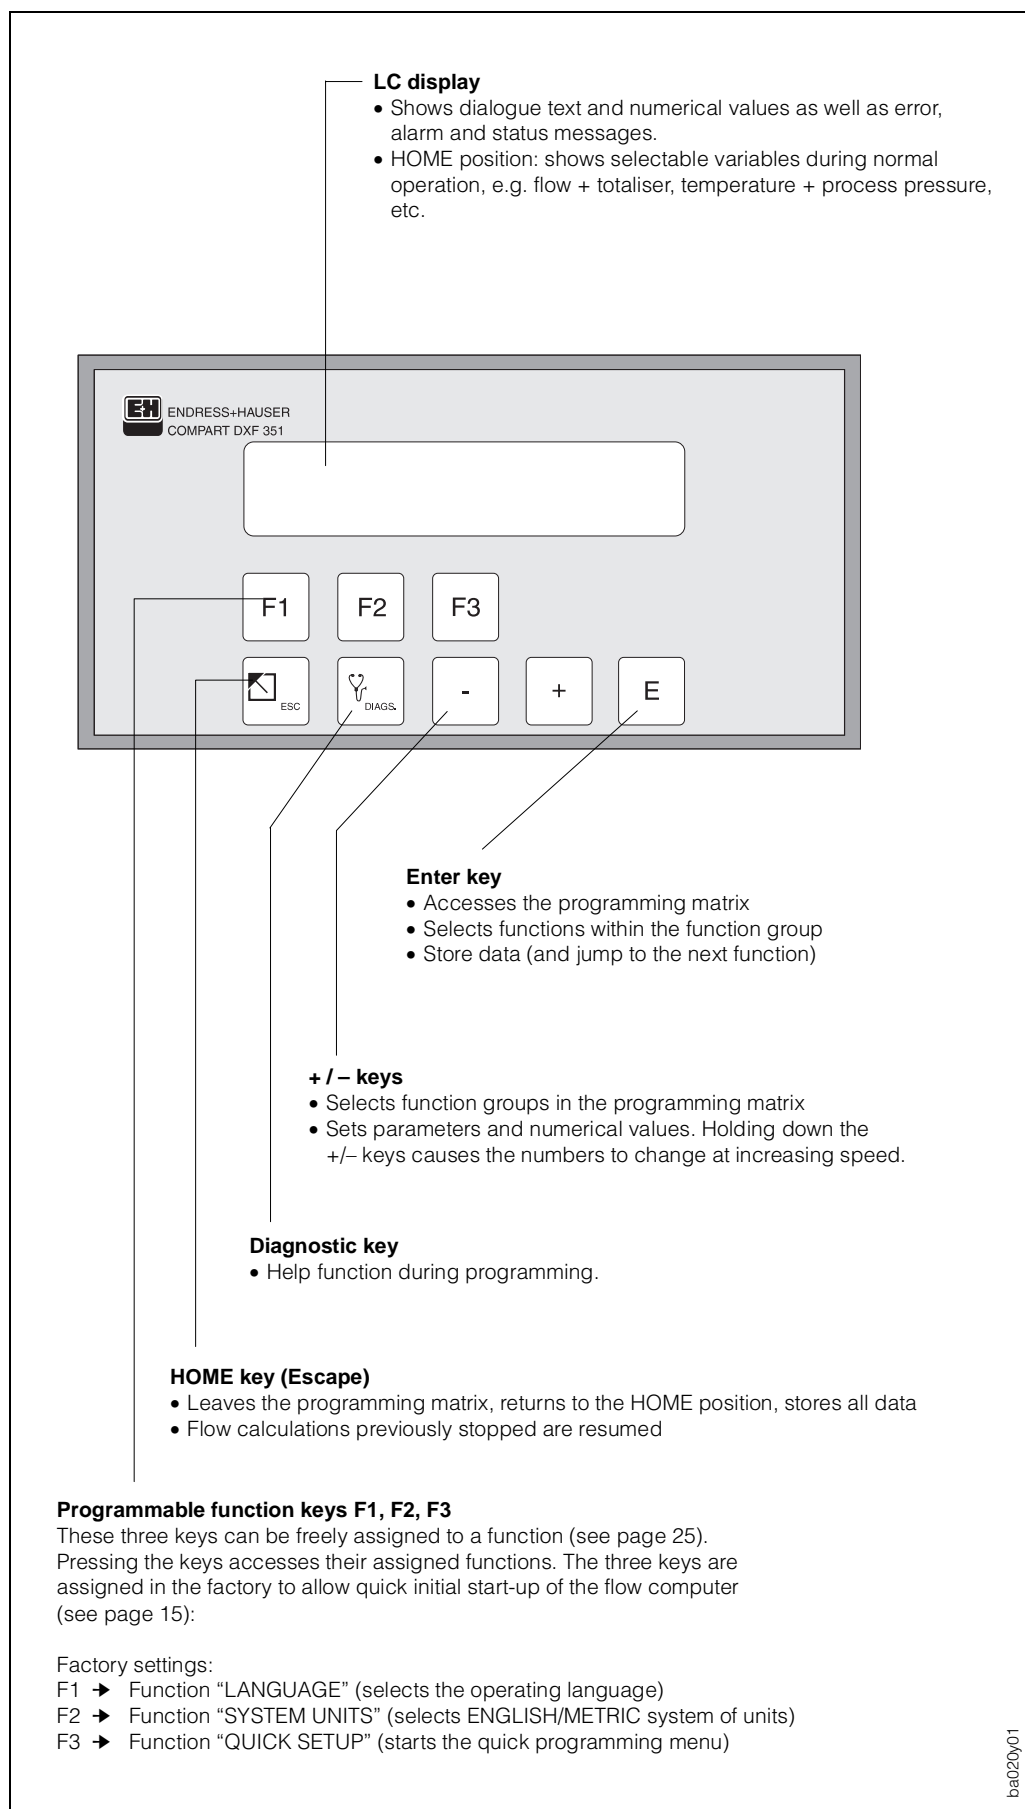 LC display
• Shows dialogue text and numerical values as well as error,
alarm and status messages.
• HOME position: shows selectable variables during normal
operation, e.g. flow + totaliser, temperature + process pressure,
etc.
E+H
ENDRESS+HAUSER
COMPART DXF 351
F1
F2
F3
ESC
DIAGS.
-
+
E
Enter key
• Accesses the programming matrix
• Selects functions within the function group
• Store data (and jump to the next function)
+ / – keys
• Selects function groups in the programming matrix
• Sets parameters and numerical values. Holding down the
+/– keys causes the numbers to change at increasing speed.
Diagnostic key
• Help function during programming.
HOME key (Escape)
• Leaves the programming matrix, returns to the HOME position, stores all data
• Flow calculations previously stopped are resumed
Programmable function keys F1, F2, F3
These three keys can be freely assigned to a function (see page 25).
Pressing the keys accesses their assigned functions. The three keys are
assigned in the factory to allow quick initial start-up of the flow computer
(see page 15):
Factory settings:
F1 ➔ Function “LANGUAGE” (selects the operating language)
F2 ➔ Function “SYSTEM UNITS” (selects ENGLISH/METRIC system of units)
F3 ➔ Function “QUICK SETUP” (starts the quick programming menu)
ba020y01